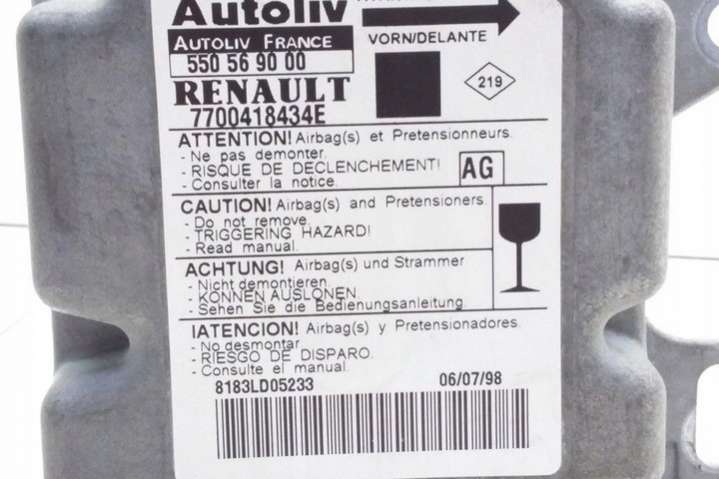 Autoliv
AUTOLIV FRANCE
550 56 90 00
RENAULT
7700418434E
VORN/DELANTE
219
ATTENTION! Airbag(s) et Pretensionneurs.
- Ne pas demonter.
- RISQUE DE DECLENCHEMENT!
- Consulter la notice.
AG
CAUTION! Airbag(s) and Pretensioners.
- Do not remove.
- TRIGGERING HAZARD!
- Read manual.
ACHTUNG! Airbag(s) und Strammer
- Nicht demontieren.
- KONNEN AUSLONEN
- Sehen Sie die Bedienungsanleitung
IATENCION! Airbag(s) y Pretensionadores.
- No desmontar
- RIESGO DE DISPARO.
- Consulte el manual.
8183LD05233 06/07/98